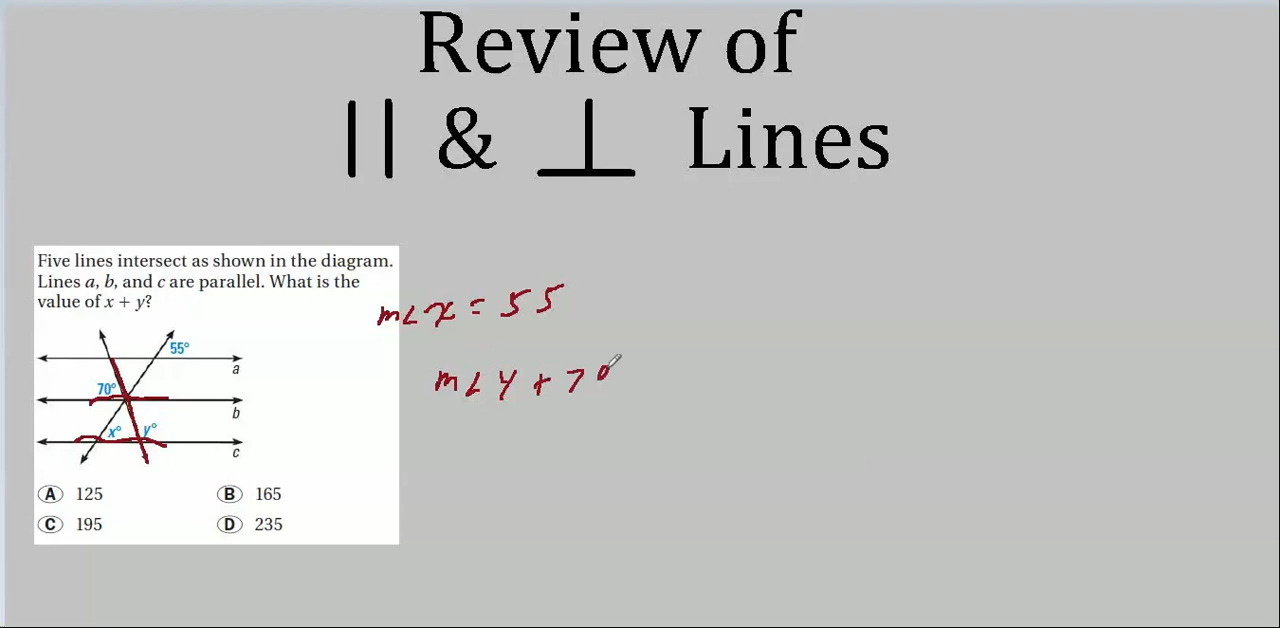 Review of
|| & ⊥ Lines
Five lines intersect as shown in the diagram.
Lines a, b, and c are parallel. What is the
value of x + y?
55°
a
70°
b
x° y°
c
A 125
B 165
C 195
D 235
m∠x = 55
m∠y + 70